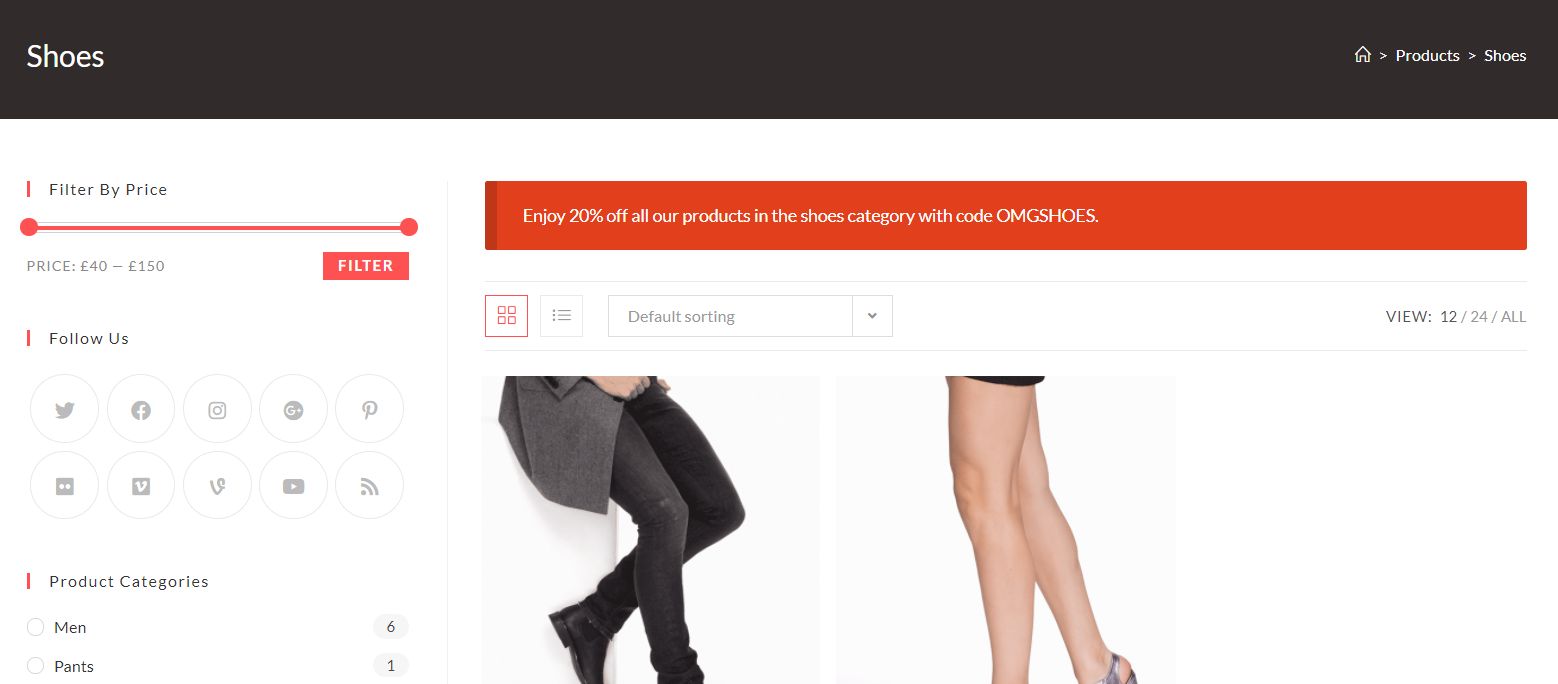 Shoes
> Products > Shoes
Filter By Price
PRICE: £40 — £150
FILTER
Follow Us
Product Categories
Men 6
Pants 1
Enjoy 20% off all our products in the shoes category with code OMGSHOES.
Default sorting
VIEW: 12 / 24 / ALL